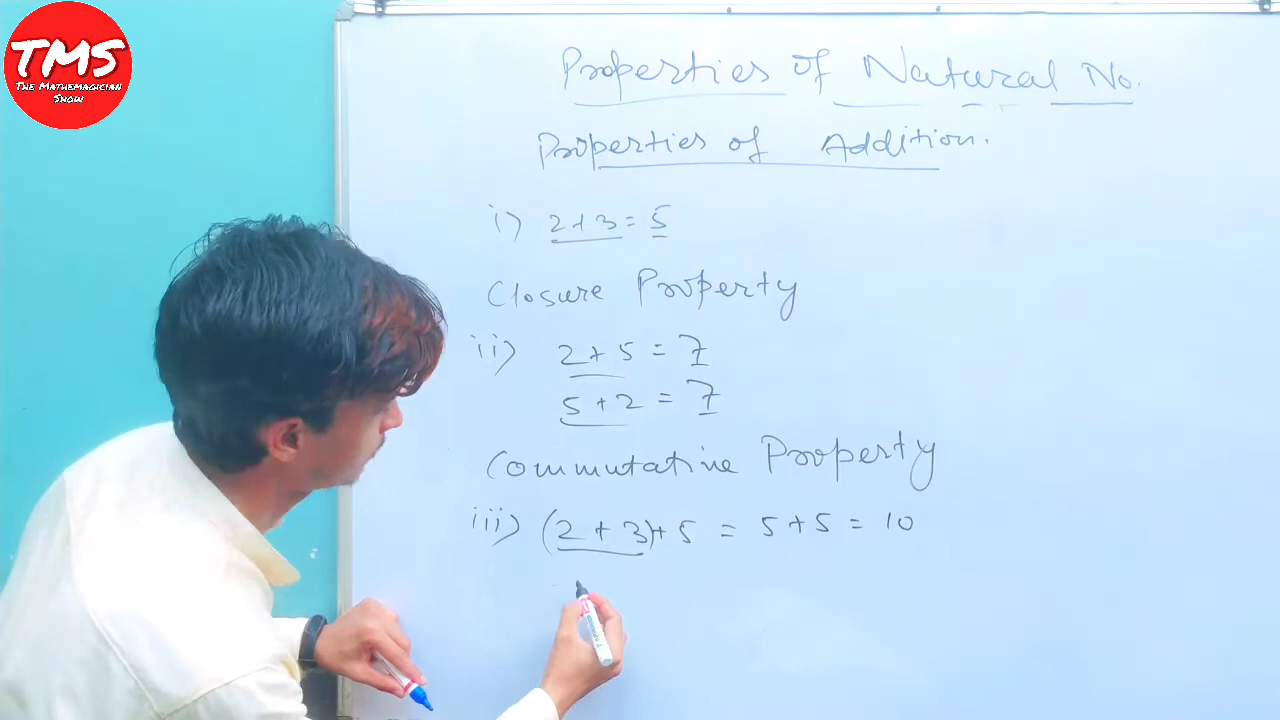 TMS
THE MATHEMAGICIAN
SHOW
Properties of Natural No.
Properties of Addition.
i) 2+3 = 5
Closure Property
ii) 2+5 = 7
5+2 = 7
Commutative Property
iii) (2+3)+5 = 5+5 = 10